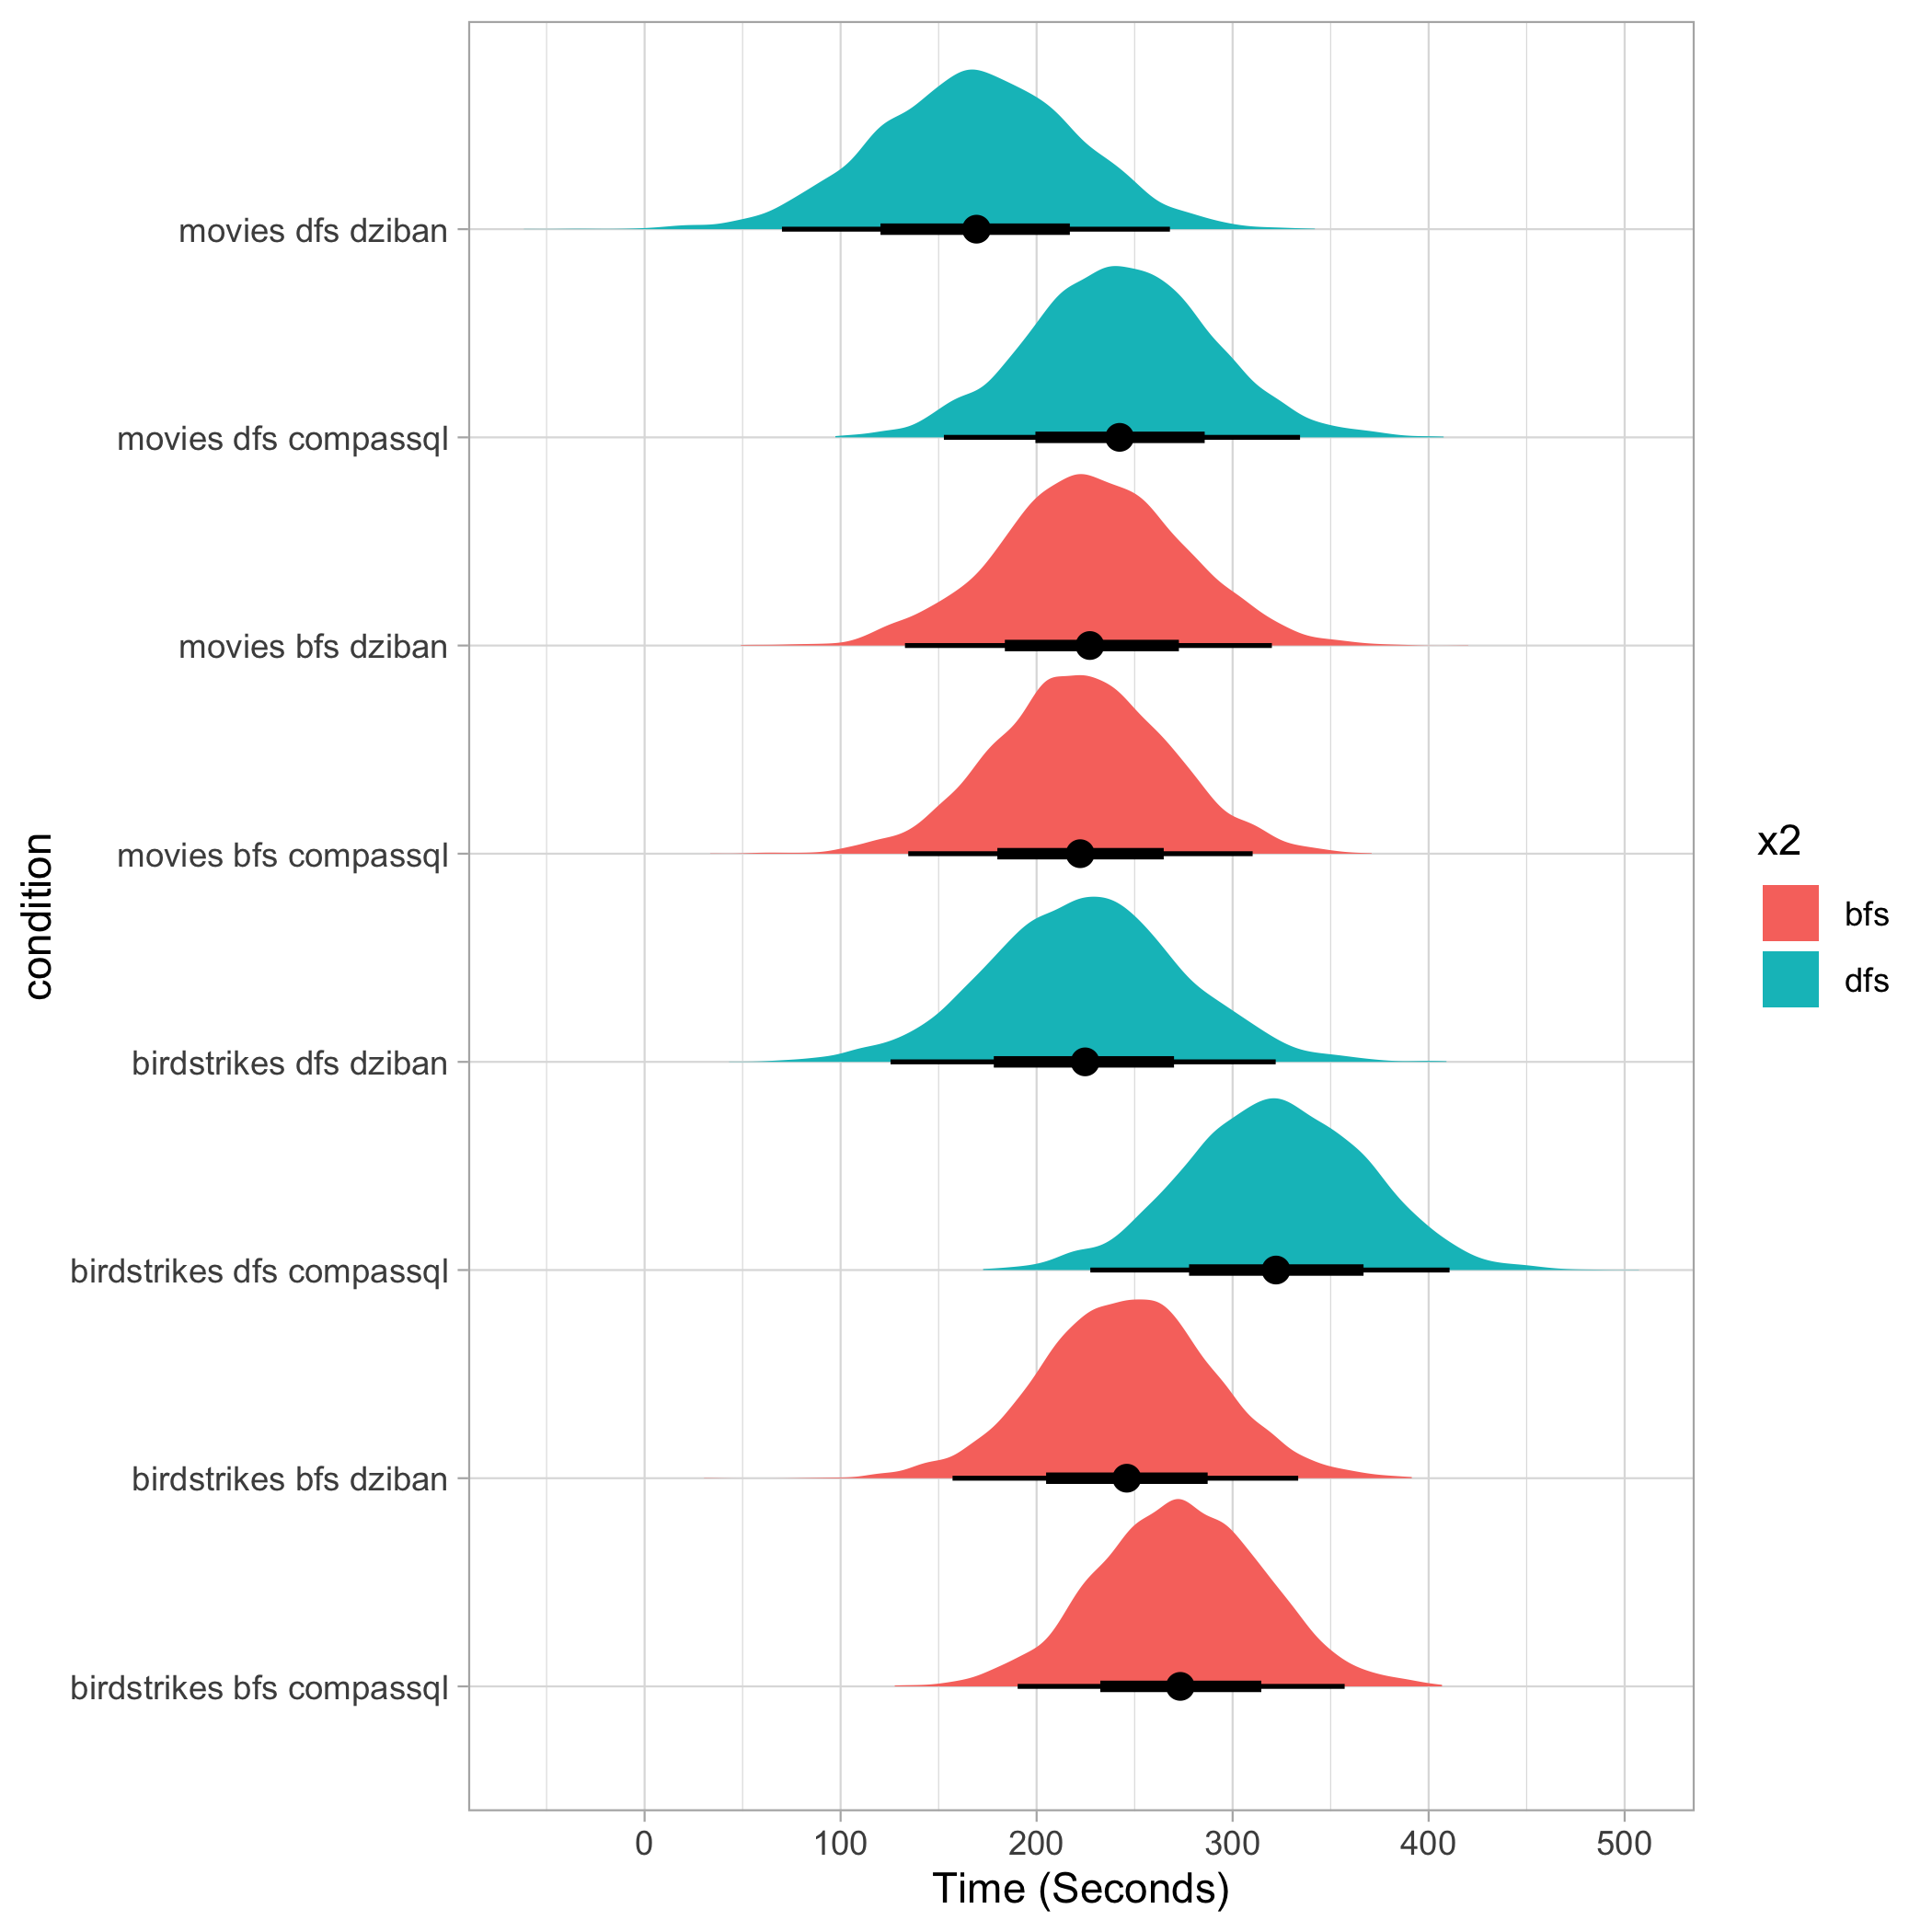 movies dfs dziban
movies dfs compassql
movies bfs dziban
movies bfs compassql
birdstrikes dfs dziban
birdstrikes dfs compassql
birdstrikes bfs dziban
birdstrikes bfs compassql
condition
0 100 200 300 400 500
Time (Seconds)
x2
bfs
dfs